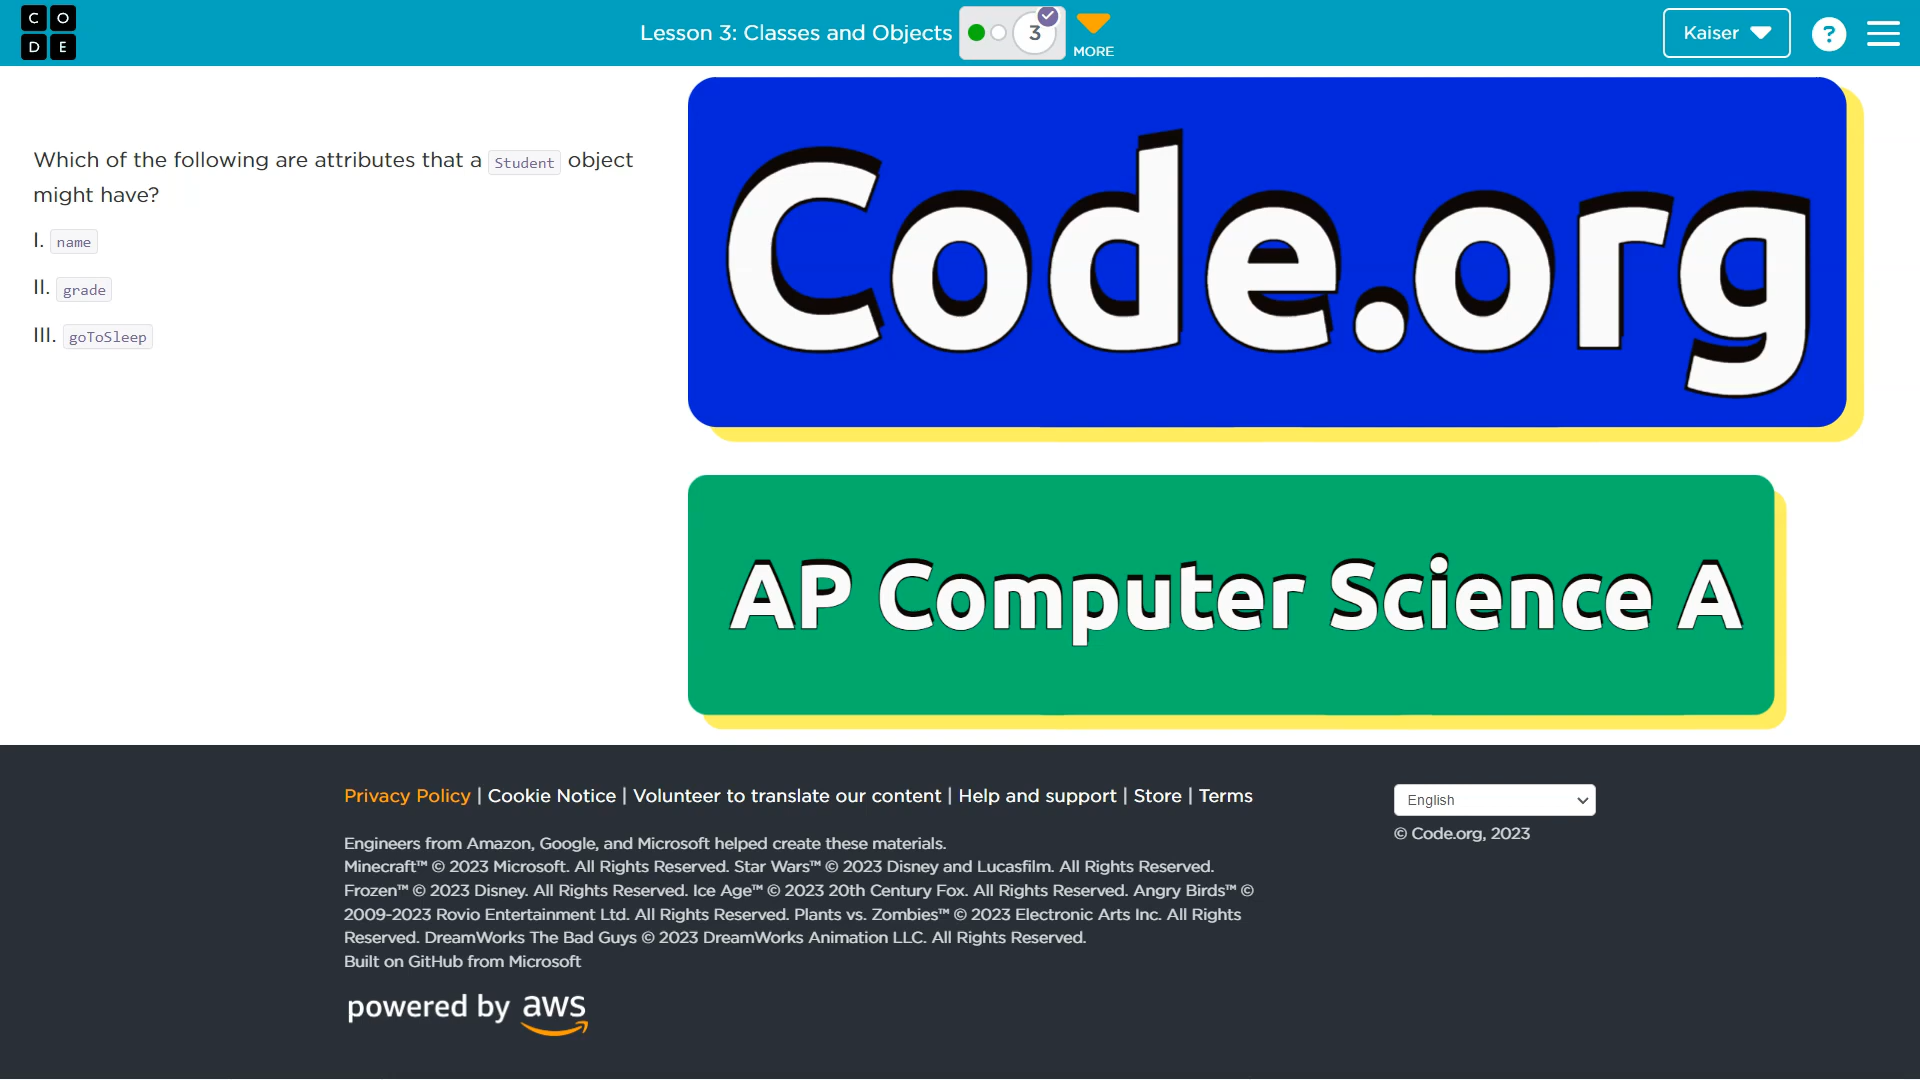 C O
D E
Lesson 3: Classes and Objects
3
MORE
Kaiser
?
Which of the following are attributes that a Student object
might have?
I. name
II. grade
III. goToSleep
Code.org
AP Computer Science A
Privacy Policy | Cookie Notice | Volunteer to translate our content | Help and support | Store | Terms
English
© Code.org, 2023
Engineers from Amazon, Google, and Microsoft helped create these materials.
Minecraft™ © 2023 Microsoft. All Rights Reserved. Star Wars™ © 2023 Disney and Lucasfilm. All Rights Reserved.
Frozen™ © 2023 Disney. All Rights Reserved. Ice Age™ © 2023 20th Century Fox. All Rights Reserved. Angry Birds™ ©
2009-2023 Rovio Entertainment Ltd. All Rights Reserved. Plants vs. Zombies™ © 2023 Electronic Arts Inc. All Rights
Reserved. DreamWorks The Bad Guys © 2023 DreamWorks Animation LLC. All Rights Reserved.
Built on GitHub from Microsoft
powered by aws